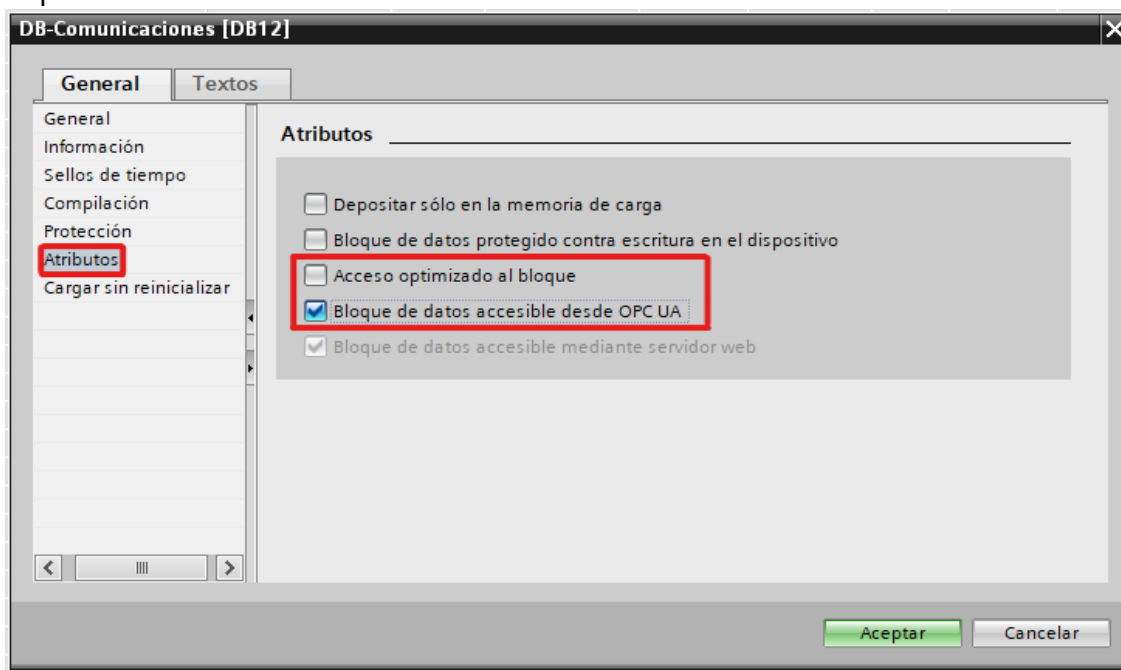 DB-Comunicaciones [DB12]
General
Textos
General
Información
Sellos de tiempo
Compilación
Protección
Atributos
Cargar sin reinicializar
Atributos
Depositar sólo en la memoria de carga
Bloque de datos protegido contra escritura en el dispositivo
Acceso optimizado al bloque
Bloque de datos accesible desde OPC UA
Bloque de datos accesible mediante servidor web
Aceptar
Cancelar